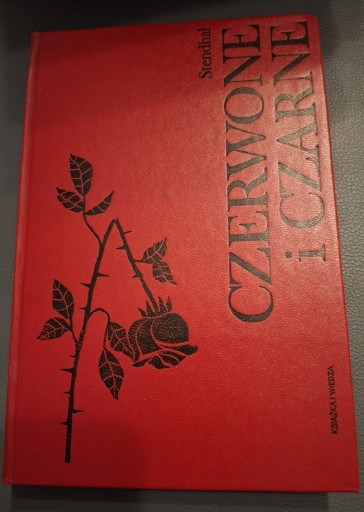 Stendhal
CZERWONE
i CZARNE
KSIĄŻKA I WIEDZA